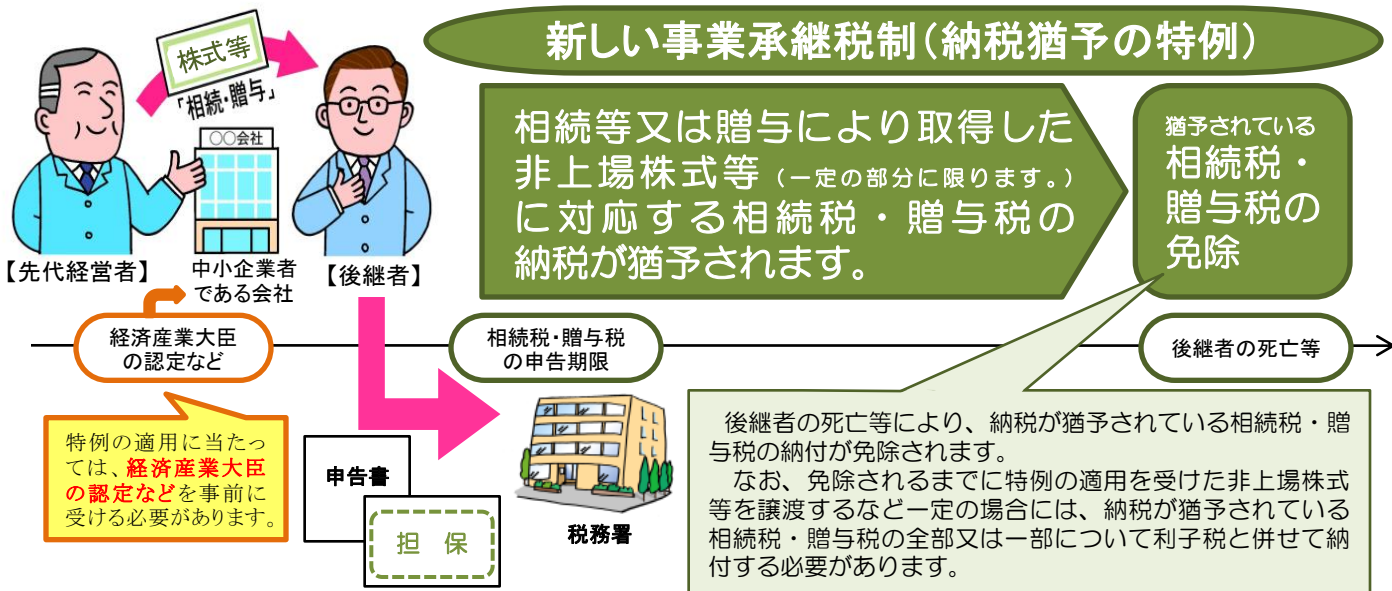 新しい事業承継税制（納税猶予の特例）
株式等
「相続・贈与」
○○会社
【先代経営者】
中小企業者
である会社
【後継者】
相続等又は贈与により取得した
非上場株式等（一定の部分に限ります。）
に対応する相続税・贈与税の
納税が猶予されます。
猶予されている
相続税・
贈与税の
免除
経済産業大臣
の認定など
相続税・贈与税
の申告期限
後継者の死亡等
特例の適用に当たっ
ては、経済産業大臣
の認定などを事前に
受ける必要があります。
申告書
担 保
税務署
後継者の死亡等により、納税が猶予されている相続税・贈
与税の納付が免除されます。
なお、免除されるまでに特例の適用を受けた非上場株式
等を譲渡するなど一定の場合には、納税が猶予されている
相続税・贈与税の全部又は一部について利子税と併せて納
付する必要があります。